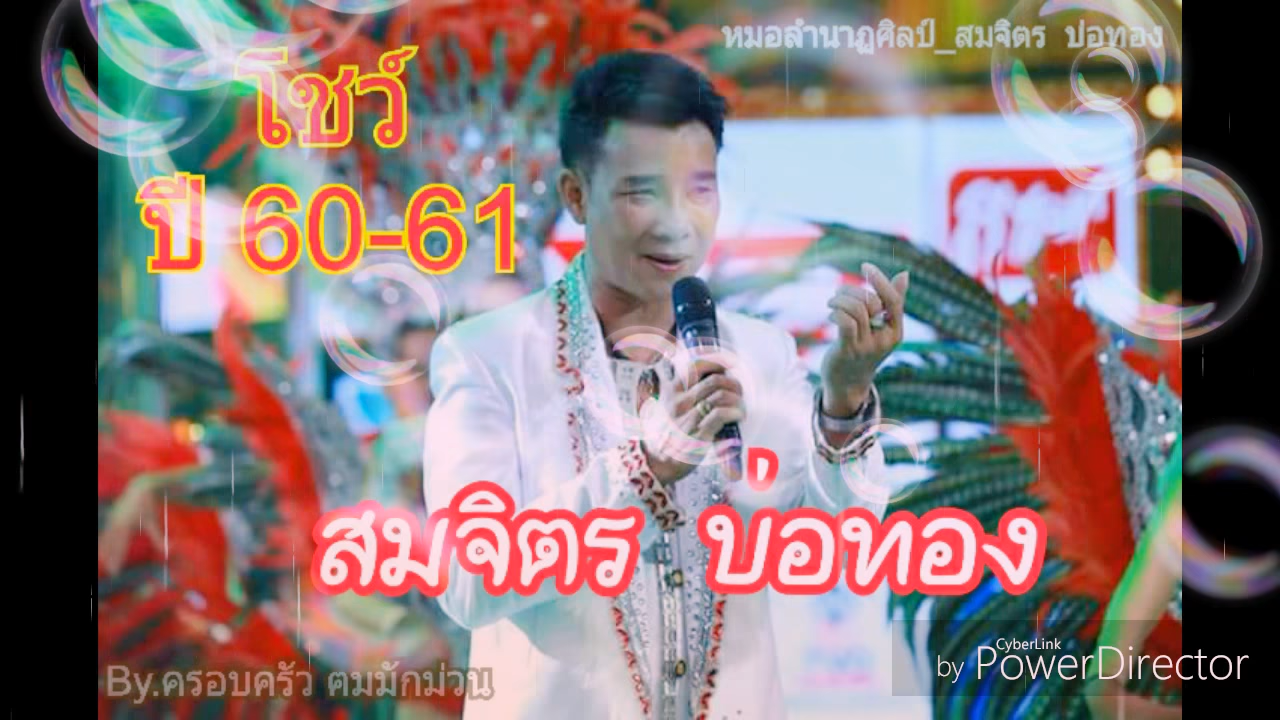 หมอลำนาฏศิลป์_สมจิตร บ่อทอง
โชว์
ปี 60-61
สมจิตร บ่อทอง
By.ครอบครัว ตมมักม่วน
CyberLink
by PowerDirector